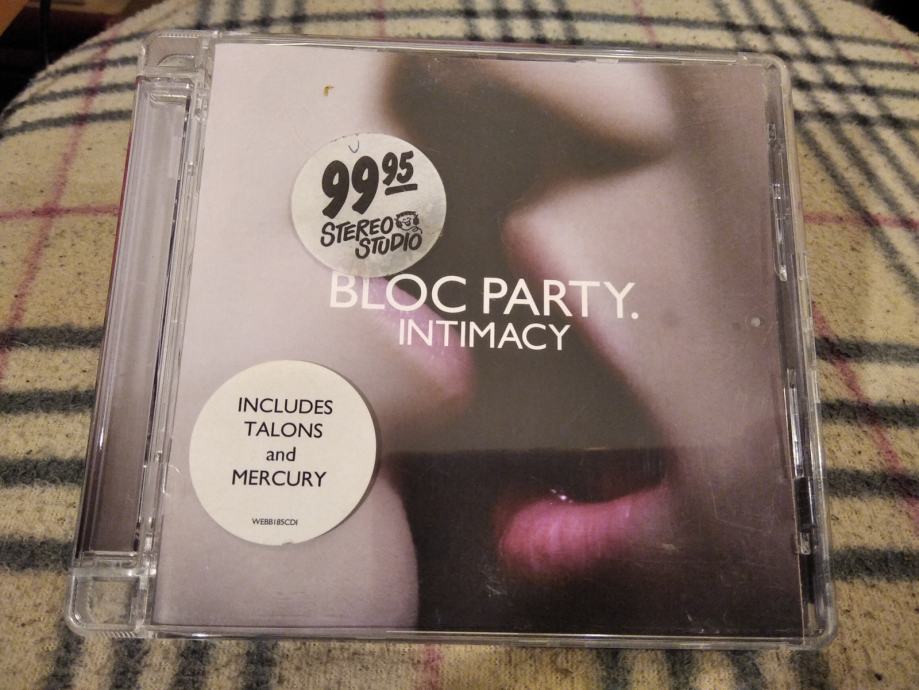 99 95
STEREO
STUDIO
BLOC PARTY.
INTIMACY
INCLUDES
TALONS
and
MERCURY
WEBB185CDI